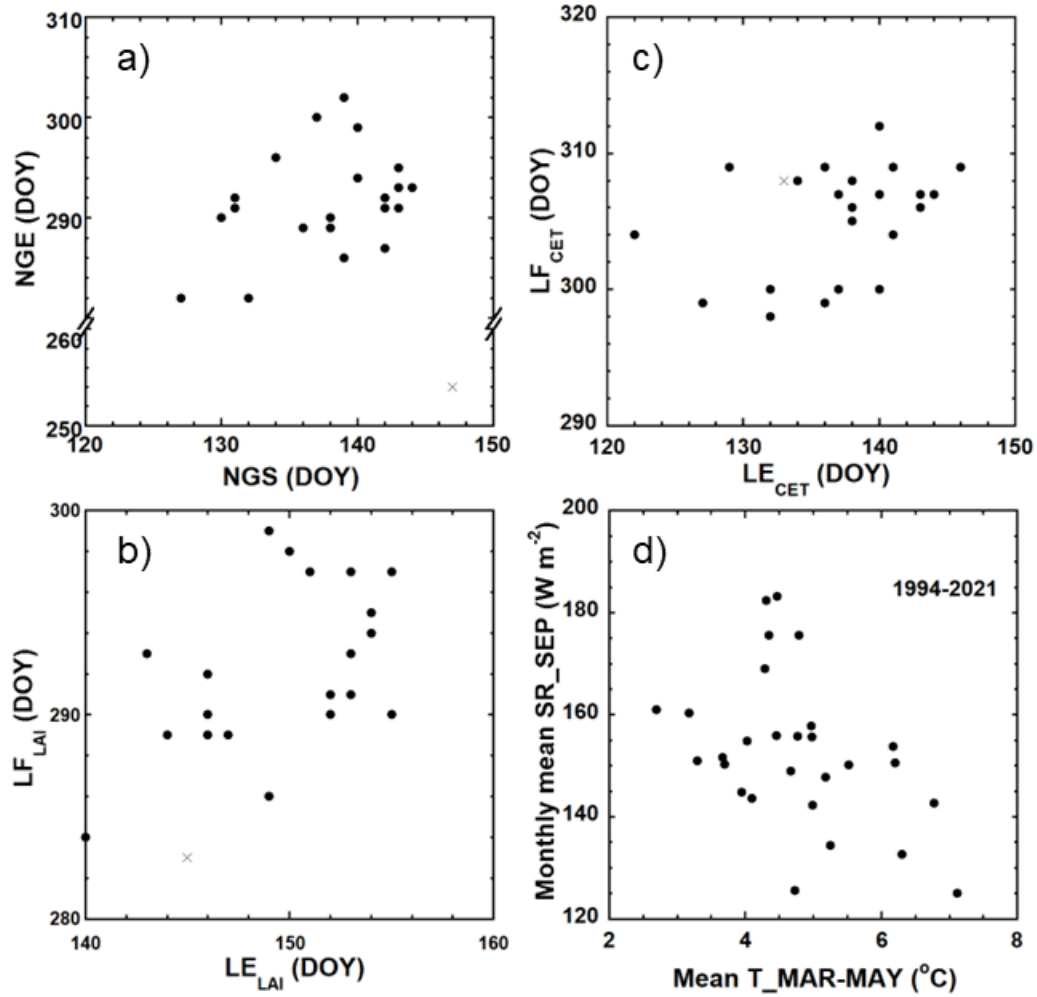 a)
310
300
290
260
250
NGE (DOY)
120 130 140 150
NGS (DOY)
c)
320
310
300
290
LF_CET (DOY)
120 130 140 150
LE_CET (DOY)
b)
300
290
280
LF_LAI (DOY)
140 150 160
LE_LAI (DOY)
d)
1994-2021
200
180
160
140
120
Monthly mean SR_SEP (W m⁻²)
2 4 6 8
Mean T_MAR-MAY (°C)